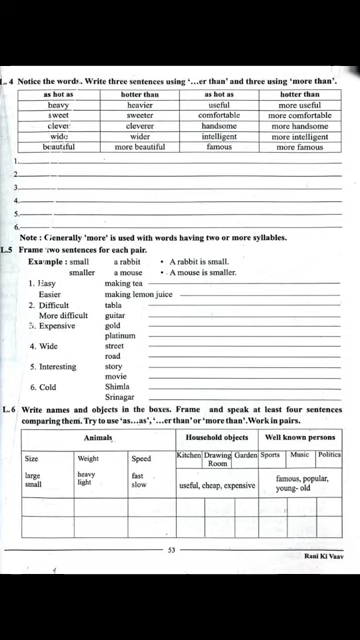 L. 4 Notice the words. Write three sentences using '...er than' and three using 'more than'.
as hot as hotter than as hot as hotter than
heavy heavier useful more useful
sweet sweeter comfortable more comfortable
clever cleverer handsome more handsome
wide wider intelligent more intelligent
beautiful more beautiful famous more famous
1.
2.
3.
4.
5.
6.
Note : Generally 'more' is used with words having two or more syllables.
L.5 Frame two sentences for each pair.
Example : small a rabbit • A rabbit is small.
smaller a mouse • A mouse is smaller.
1. Easy making tea
Easier making lemon juice
2. Difficult tabla
More difficult guitar
3. Expensive gold
platinum
4. Wide street
road
5. Interesting story
movie
6. Cold Shimla
Srinagar
L.6 Write names and objects in the boxes. Frame and speak at least four sentences
comparing them. Try to use 'as...as', '...er than' or 'more than'. Work in pairs.
Animals Household objects Well known persons
Size Weight Speed Kitchen Drawing Room Garden Sports Music Politics
large heavy fast useful, cheap, expensive famous, popular,
small light slow young- old
53
Rani Ki Vaav